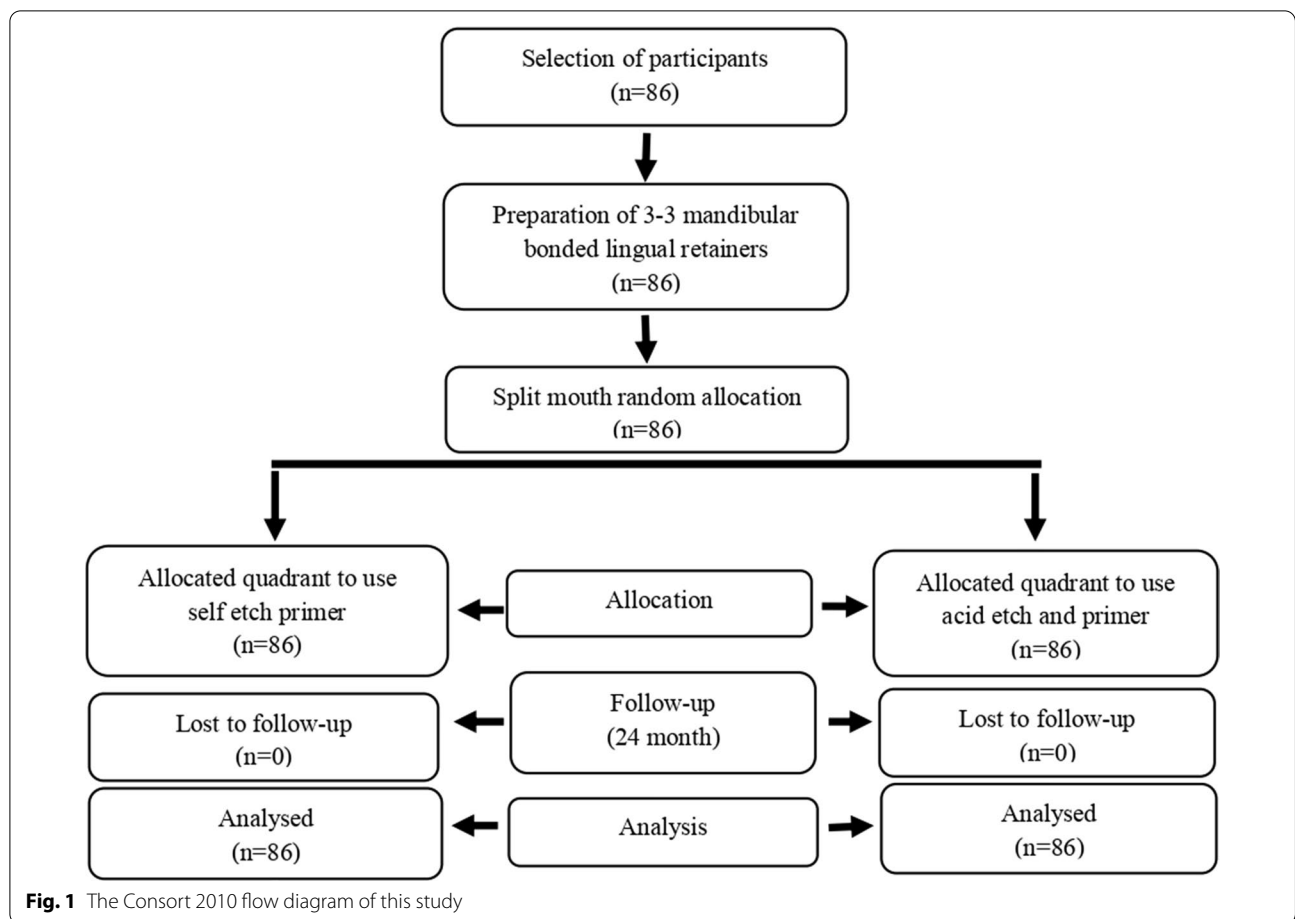 Selection of participants
(n=86)
Preparation of 3-3 mandibular
bonded lingual retainers
(n=86)
Split mouth random allocation
(n=86)
Allocated quadrant to use
self etch primer
(n=86)
Allocation
Allocated quadrant to use
acid etch and primer
(n=86)
Lost to follow-up
(n=0)
Follow-up
(24 month)
Lost to follow-up
(n=0)
Analysed
(n=86)
Analysis
Analysed
(n=86)
Fig. 1 The Consort 2010 flow diagram of this study